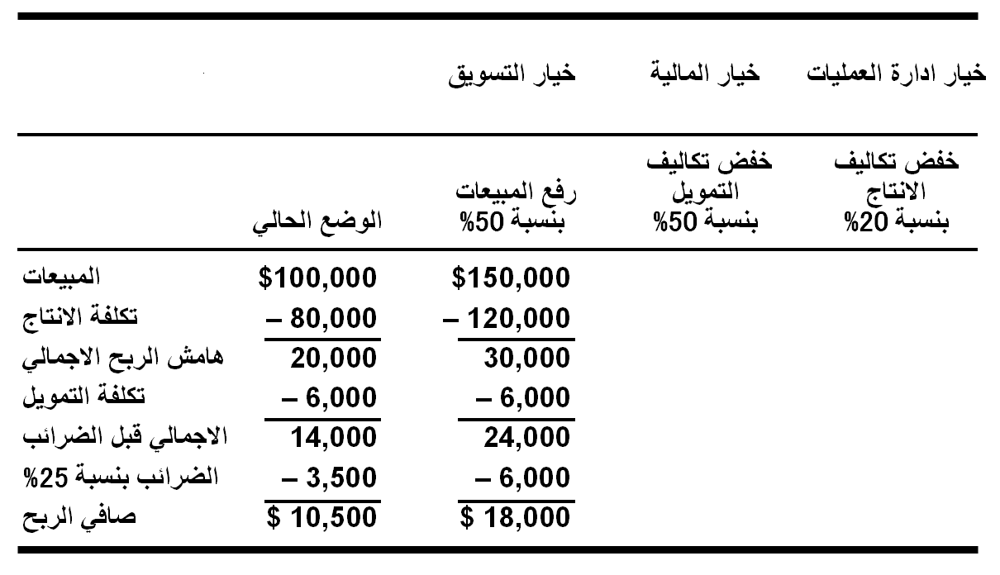 خيار التسويق خيار المالية خيار ادارة العمليات
خفض تكاليف خفض تكاليف
رفع المبيعات التمويل الانتاج
الوضع الحالي بنسبة 50% بنسبة 50% بنسبة 20%
المبيعات $100,000 $150,000
تكلفة الانتاج – 80,000 – 120,000
هامش الربح الاجمالي 20,000 30,000
تكلفة التمويل – 6,000 – 6,000
الاجمالي قبل الضرائب 14,000 24,000
الضرائب بنسبة 25% – 3,500 – 6,000
صافي الربح $ 10,500 $ 18,000